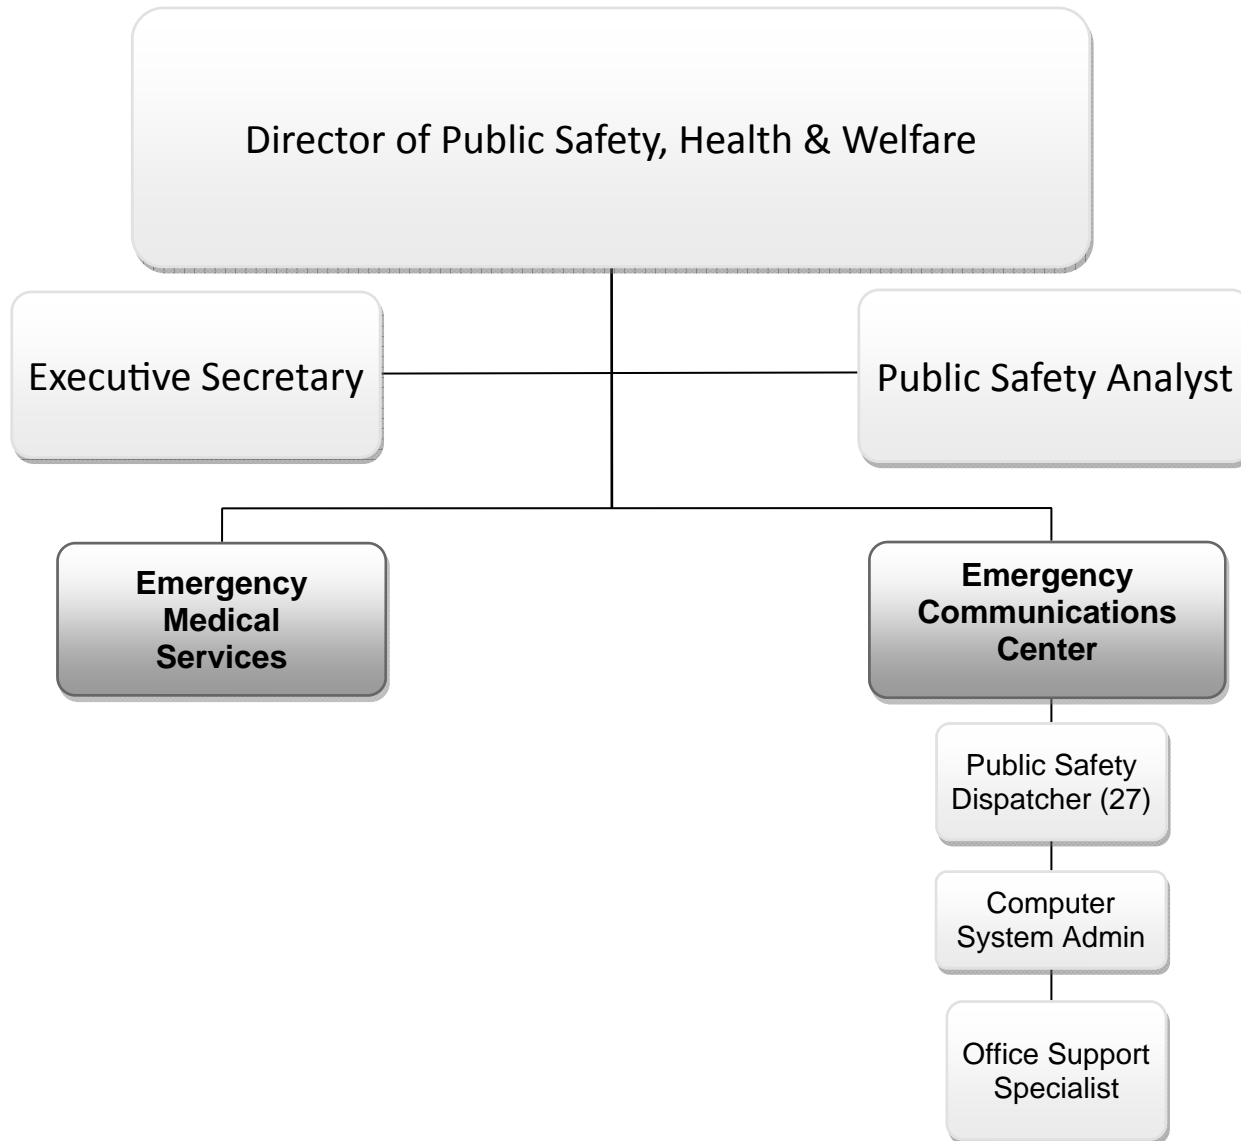 Director of Public Safety, Health & Welfare
Executive Secretary
Public Safety Analyst
Emergency
Medical
Services
Emergency
Communications
Center
Public Safety
Dispatcher (27)
Computer
System Admin
Office Support
Specialist